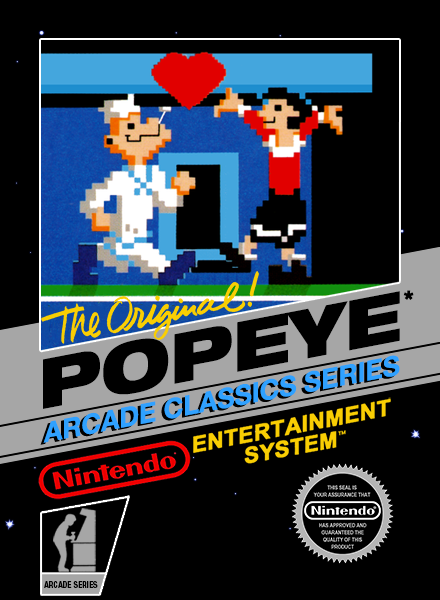 The Original!
POPEYE*
ARCADE CLASSICS SERIES
Nintendo
ENTERTAINMENT
SYSTEM™
THIS SEAL IS
YOUR ASSURANCE THAT
Nintendo
HAS APPROVED AND
GUARANTEED THE
QUALITY OF THIS
PRODUCT
ARCADE SERIES